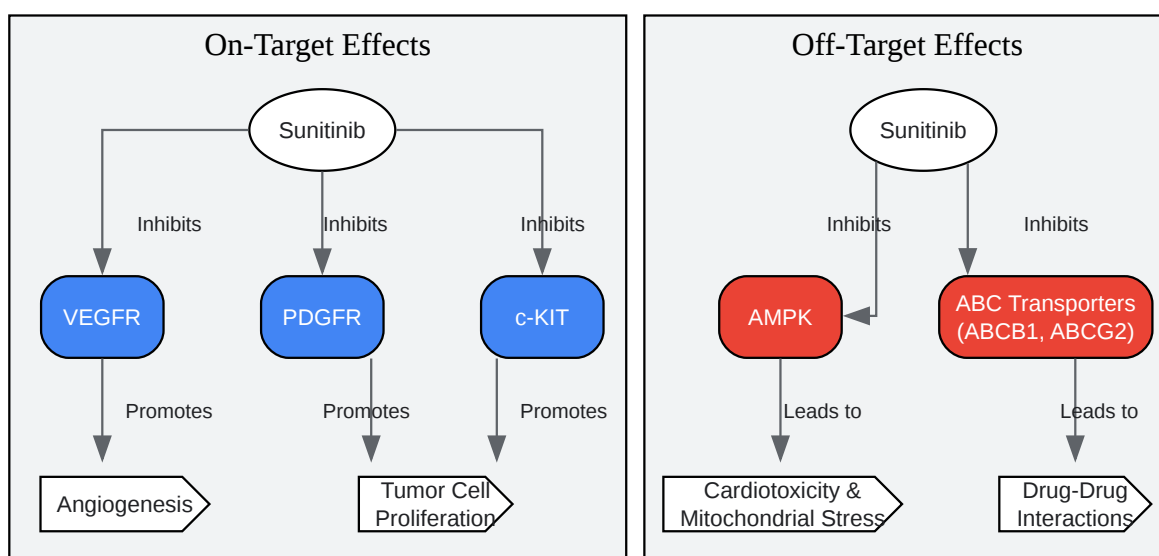 On-Target Effects
Sunitinib
Inhibits
Inhibits
Inhibits
VEGFR
PDGFR
c-KIT
Promotes
Promotes
Promotes
Angiogenesis
Tumor Cell
Proliferation
Off-Target Effects
Sunitinib
Inhibits
Inhibits
AMPK
ABC Transporters
(ABCB1, ABCG2)
Leads to
Leads to
Cardiotoxicity &
Mitochondrial Stress
Drug-Drug
Interactions